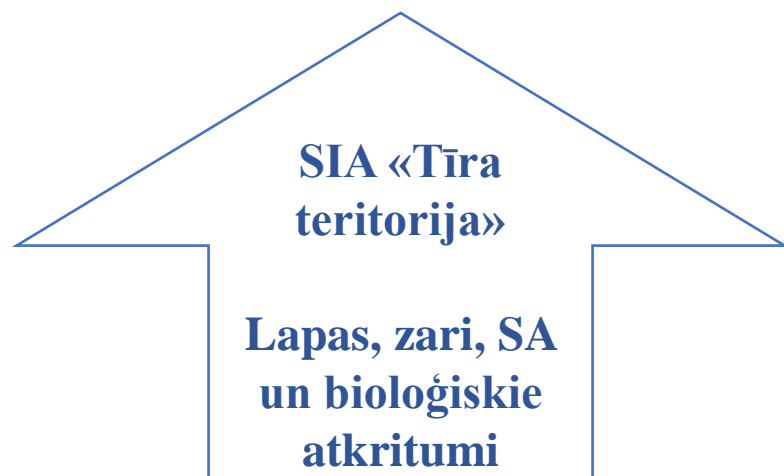 SIA «Tīra
teritorija»
Lapas, zari, SA
un bioloģiskie
atkritumi